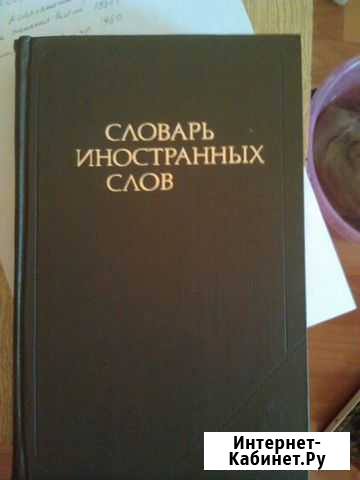 СЛОВАРЬ
ИНОСТРАННЫХ
СЛОВ
Интернет-
Кабинет.Ру